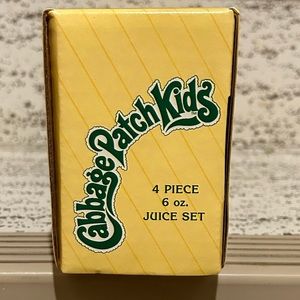 Cabbage Patch Kids
4 PIECE
6 oz.
JUICE SET